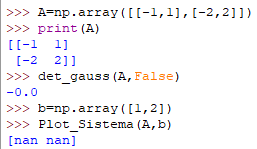 >>> A=np.array([[-1,1],[-2,2]])
>>> print(A)
[[-1  1]
 [-2  2]]
>>> det_gauss(A,False)
-0.0
>>> b=np.array([1,2])
>>> Plot_Sistema(A,b)
[nan nan]